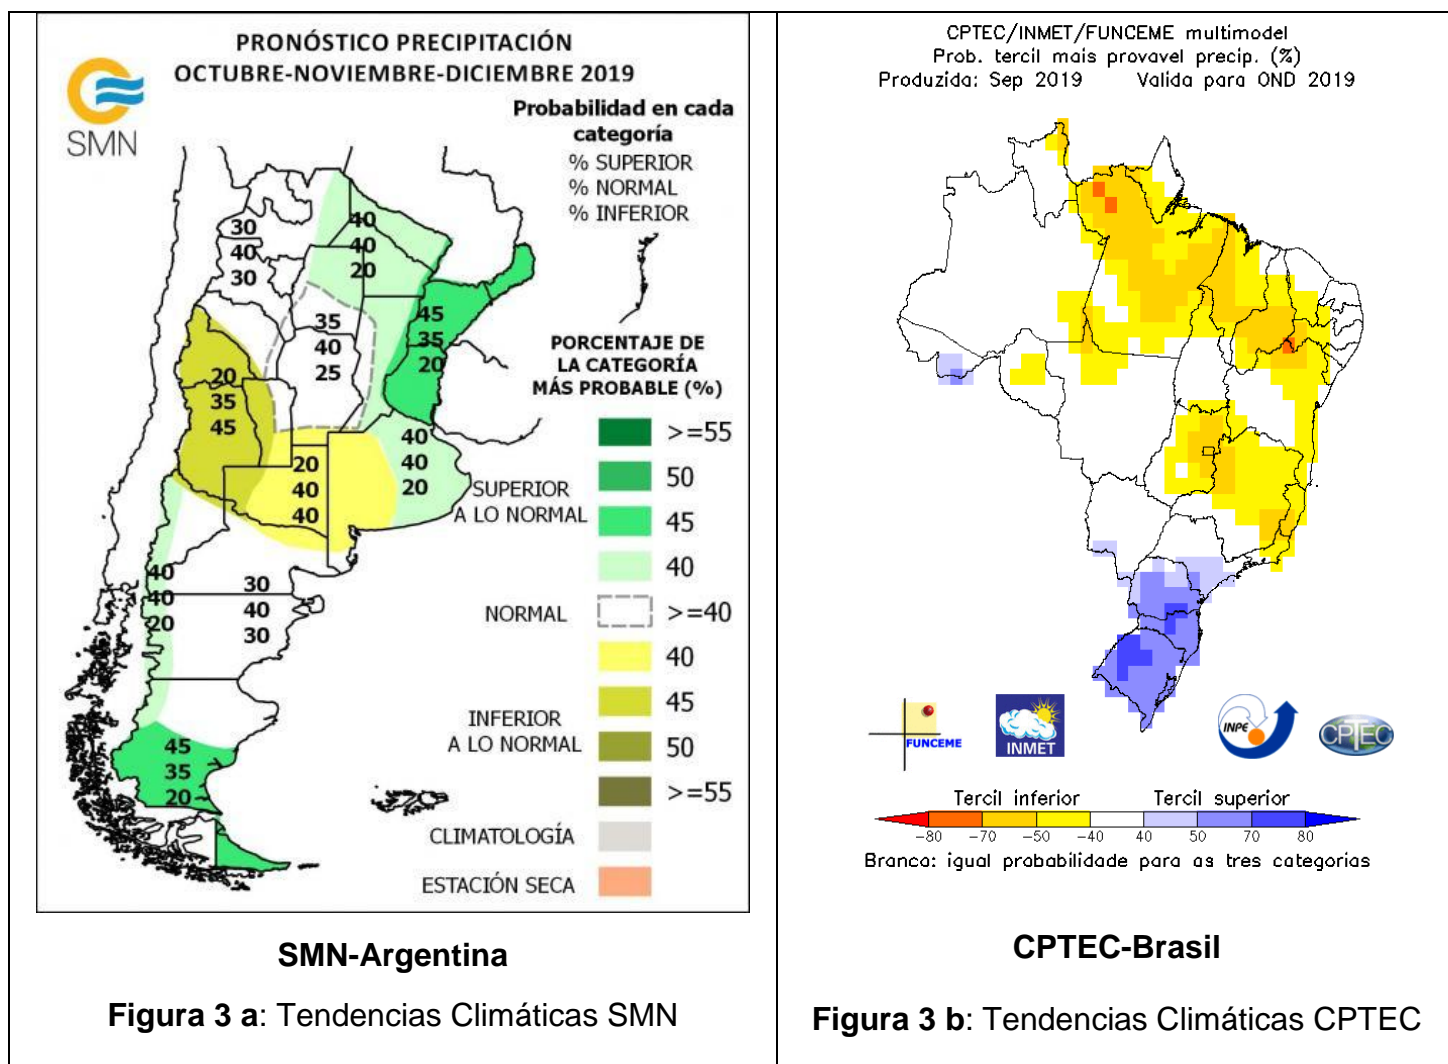 PRONÓSTICO PRECIPITACIÓN
OCTUBRE-NOVIEMBRE-DICIEMBRE 2019
SMN
Probabilidad en cada
categoría
% SUPERIOR
% NORMAL
% INFERIOR
30
40
30
40
40
20
45
35
20
35
40
25
20
35
45
20
40
40
40
40
20
40
40
20
30
40
30
45
35
20
PORCENTAJE DE
LA CATEGORÍA
MÁS PROBABLE (%)
SUPERIOR
A LO NORMAL
>=55
50
45
40
NORMAL
>=40
INFERIOR
A LO NORMAL
40
45
50
>=55
CLIMATOLOGÍA
ESTACIÓN SECA
SMN-Argentina
Figura 3 a: Tendencias Climáticas SMN
CPTEC/INMET/FUNCEME multimodel
Prob. tercil mais provavel precip. (%)
Produzida: Sep 2019 Valida para OND 2019
FUNCEME
INMET
INPE
CPTEC
Tercil inferior Tercil superior
-80 -70 -50 -40 40 50 70 80
Branca: igual probabilidade para as tres categorias
CPTEC-Brasil
Figura 3 b: Tendencias Climáticas CPTEC